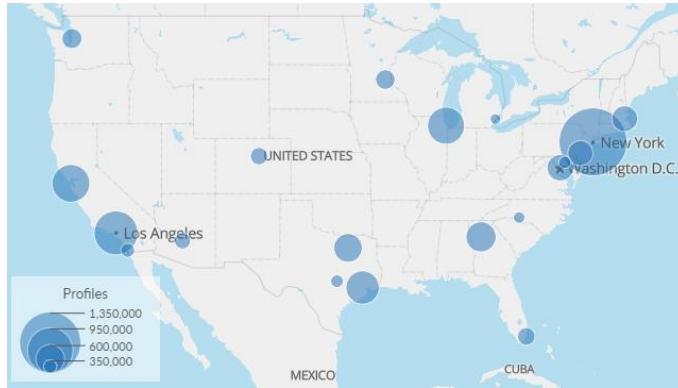 UNITED STATES
New York
Washington D.C.
Los Angeles
Profiles
1,350,000
950,000
600,000
350,000
MEXICO
CUBA